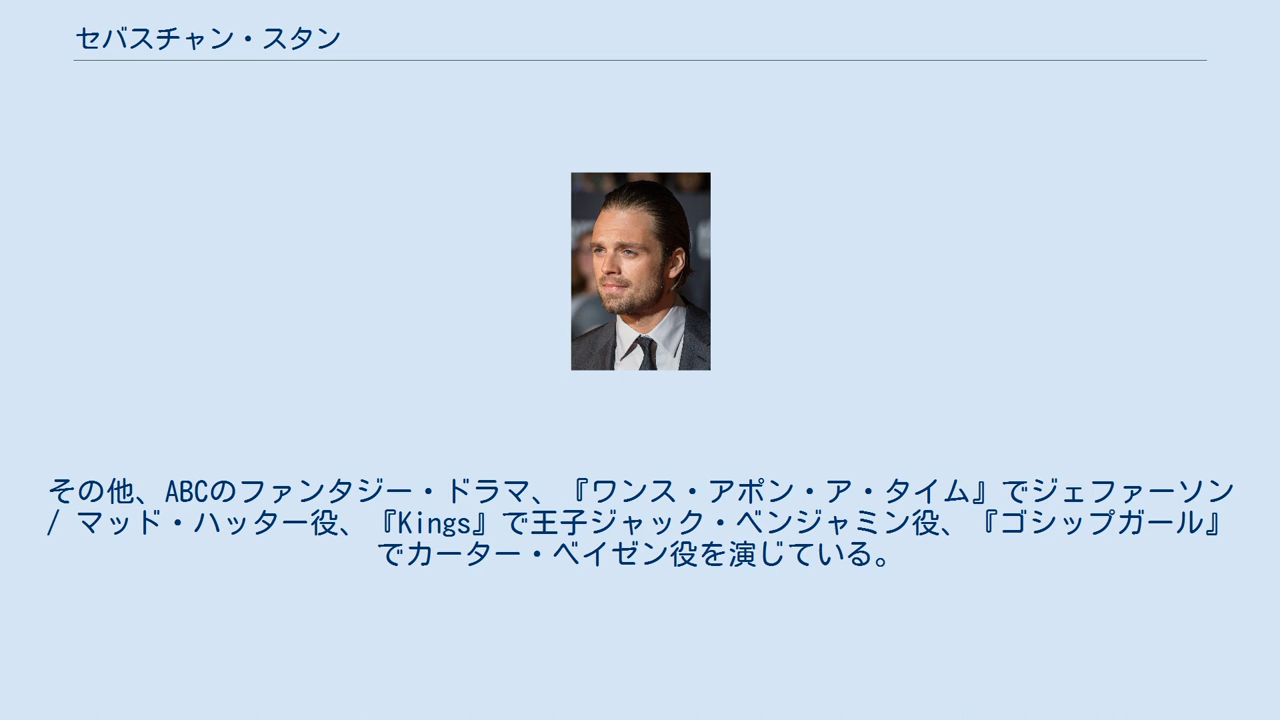 セバスチャン・スタン
その他、ABCのファンタジー・ドラマ、『ワンス・アポン・ア・タイム』でジェファーソン
/ マッド・ハッター役、『Kings』で王子ジャック・ベンジャミン役、『ゴシップガール』
でカーター・ベイゼン役を演じている。